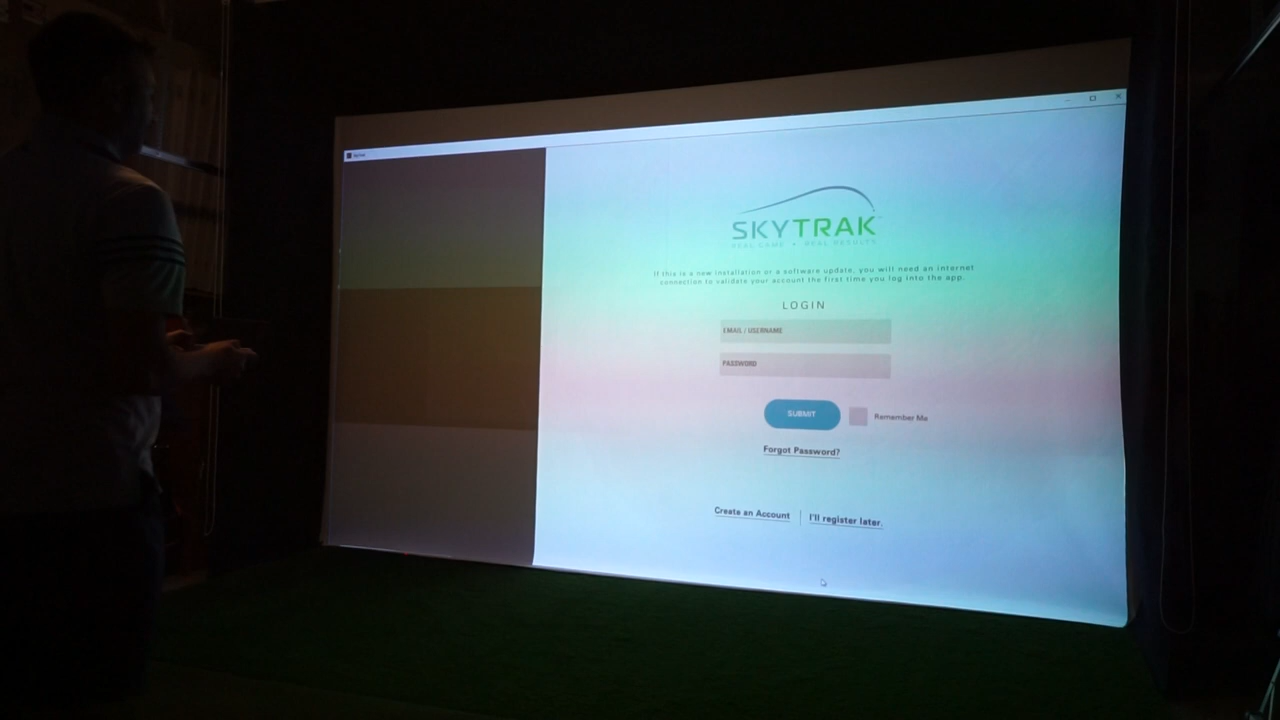 SkyTrak
SKYTRAK
REAL GAME • REAL RESULTS
If this is a new installation or a software update, you will need an internet
connection to validate your account the first time you log into the app.
LOGIN
EMAIL / USERNAME
PASSWORD
SUBMIT
Remember Me
Forgot Password?
Create an Account
I'll register later.